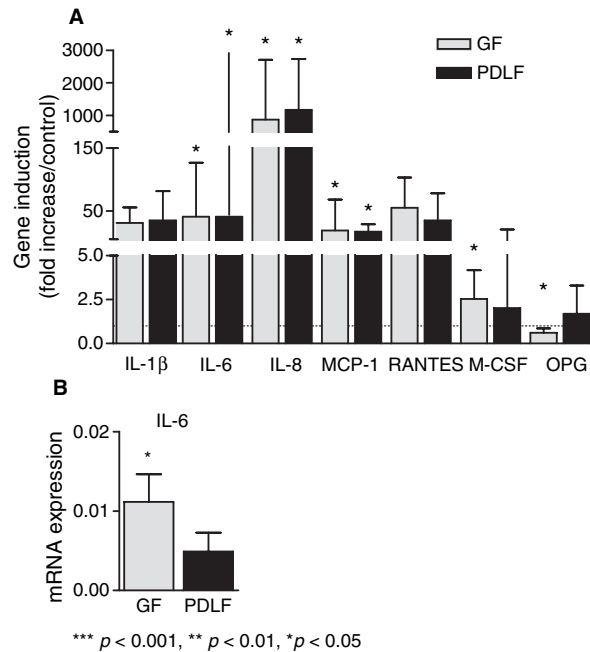 A
GF
PDLF
Gene induction
(fold increase/control)
3000
2000
1000
150
50
5.0
2.5
0.0
* * * * * * * *
IL-1β IL-6 IL-8 MCP-1 RANTES M-CSF OPG
B
IL-6
mRNA expression
0.02
0.01
0.00
*
GF PDLF
*** p < 0.001, ** p < 0.01, *p < 0.05